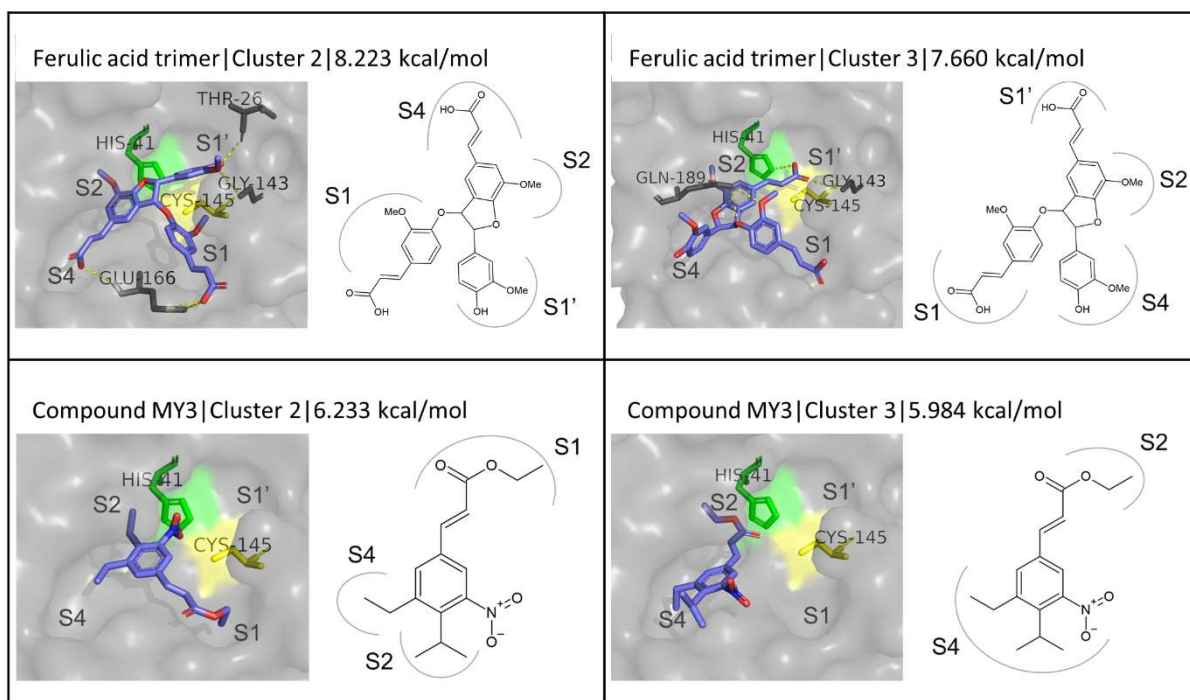 Ferulic acid trimer|Cluster 2|8.223 kcal/mol
THR-26
HIS-41
S1’
S2
GLY-143
CYS-145
S1
S4
GLU-166
S4
O
HO
S2
OMe
S1
MeO
O
O
O
OMe
OH
OH
S1’
Ferulic acid trimer|Cluster 3|7.660 kcal/mol
HIS-41
S2
S1’
GLN-189
GLY-143
CYS-145
S1
S4
S1’
O
HO
S2
OMe
MeO
O
O
O
OMe
S1
OH
OH
S4
Compound MY3|Cluster 2|6.233 kcal/mol
HIS-41
S2
S1’
CYS-145
S4
S1
S1
O
O
S4
N
+
O
O
-
S2
Compound MY3|Cluster 3|5.984 kcal/mol
HIS-41
S2
S1’
CYS-145
S1
S4
S2
O
O
N
+
O
O
-
S4